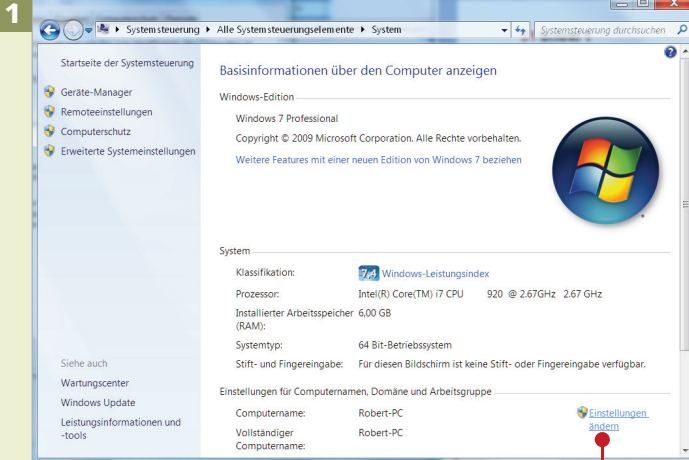 1
Systemsteuerung Alle Systemsteuerungselemente System
Systemsteuerung durchsuchen
Startseite der Systemsteuerung
Geräte-Manager
Remoteeinstellungen
Computerschutz
Erweiterte Systemeinstellungen
Siehe auch
Wartungscenter
Windows Update
Leistungsinformationen und
-tools
Basisinformationen über den Computer anzeigen
Windows-Edition
Windows 7 Professional
Copyright © 2009 Microsoft Corporation. Alle Rechte vorbehalten.
Weitere Features mit einer neuen Edition von Windows 7 beziehen
System
Klassifikation: 7,4 Windows-Leistungsindex
Prozessor: Intel(R) Core(TM) i7 CPU 920 @ 2.67GHz 2.67 GHz
Installierter Arbeitsspeicher 6,00 GB
(RAM):
Systemtyp: 64 Bit-Betriebssystem
Stift- und Fingereingabe: Für diesen Bildschirm ist keine Stift- oder Fingereingabe verfügbar.
Einstellungen für Computernamen, Domäne und Arbeitsgruppe
Computername: Robert-PC Einstellungen
ändern
Vollständiger Robert-PC
Computername: